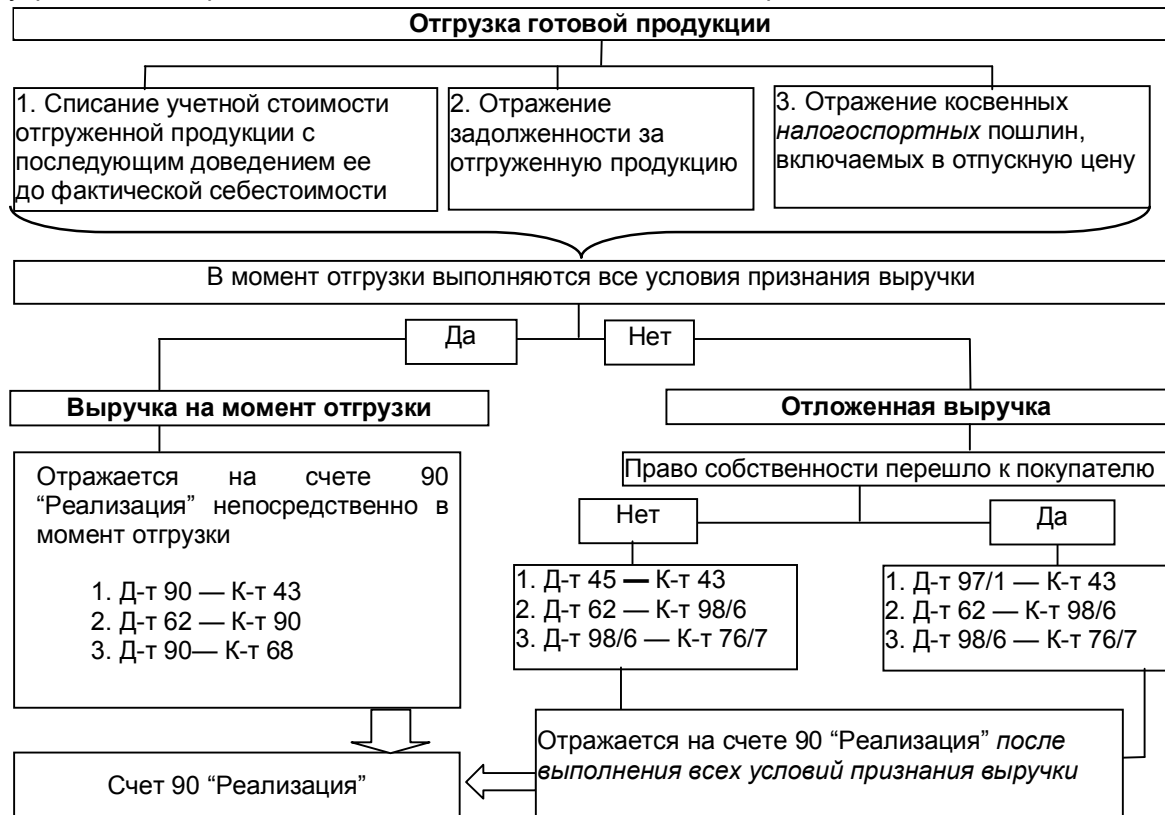 Отгрузка готовой продукции
1. Списание учетной стоимости
отгруженной продукции с
последующим доведением ее
до фактической себестоимости
2. Отражение
задолженности за
отгруженную продукцию
3. Отражение косвенных
налогоспортных пошлин,
включаемых в отпускную цену
В момент отгрузки выполняются все условия признания выручки
Да
Нет
Выручка на момент отгрузки
Отражается на счете 90
“Реализация” непосредственно в
момент отгрузки
1. Д-т 90 — К-т 43
2. Д-т 62 — К-т 90
3. Д-т 90— К-т 68
Отложенная выручка
Право собственности перешло к покупателю
Нет
Да
1. Д-т 45 — К-т 43
2. Д-т 62 — К-т 98/6
3. Д-т 98/6 — К-т 76/7
1. Д-т 97/1 — К-т 43
2. Д-т 62 — К-т 98/6
3. Д-т 98/6 — К-т 76/7
Отражается на счете 90 “Реализация” после
выполнения всех условий признания выручки
Счет 90 “Реализация”